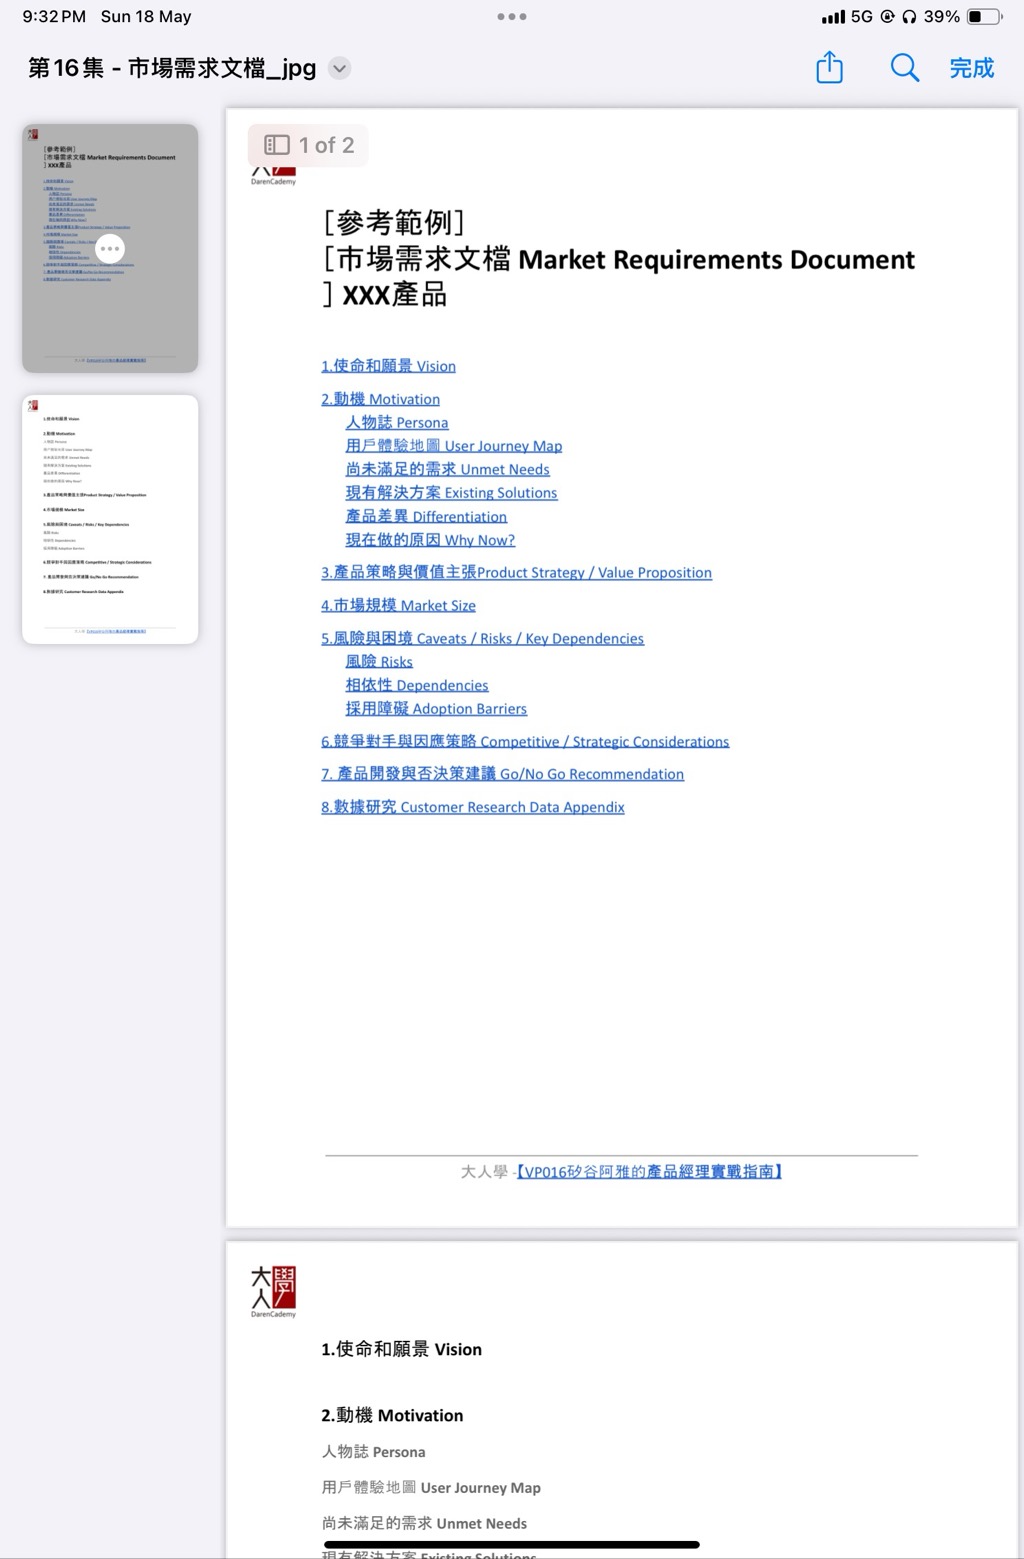 9:32 PM Sun 18 May
5G 39%
第16集 - 市場需求文檔_jpg
完成
1 of 2
DarenCademy
[參考範例]
[市場需求文檔 Market Requirements Document
] XXX產品
1.使命和願景 Vision
2.動機 Motivation
人物誌 Persona
用戶體驗地圖 User Journey Map
尚未滿足的需求 Unmet Needs
現有解決方案 Existing Solutions
產品差異 Differentiation
現在做的原因 Why Now?
3.產品策略與價值主張Product Strategy / Value Proposition
4.市場規模 Market Size
5.風險與困境 Caveats / Risks / Key Dependencies
風險 Risks
相依性 Dependencies
採用障礙 Adoption Barriers
6.競爭對手與因應策略 Competitive / Strategic Considerations
7. 產品開發與否決策建議 Go/No Go Recommendation
8.數據研究 Customer Research Data Appendix
大人學 -【VP016矽谷阿雅的產品經理實戰指南】
大人學
DarenCademy
1.使命和願景 Vision
2.動機 Motivation
人物誌 Persona
用戶體驗地圖 User Journey Map
尚未滿足的需求 Unmet Needs
現有解決方案 Existing Solutions